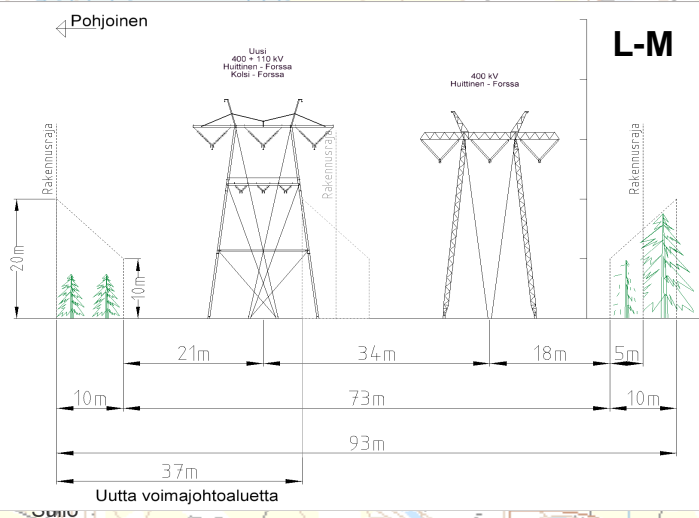 Pohjoinen
L-M
Uusi
400 + 110 kV
Huittinen - Forssa
Kolsi - Forssa
400 kV
Huittinen - Forssa
Rakennusraja
Rakennusraja
Rakennusraja
20m
10m
21m
34m
18m
5m
10m
73m
10m
93m
37m
Uutta voimajohtoaluetta